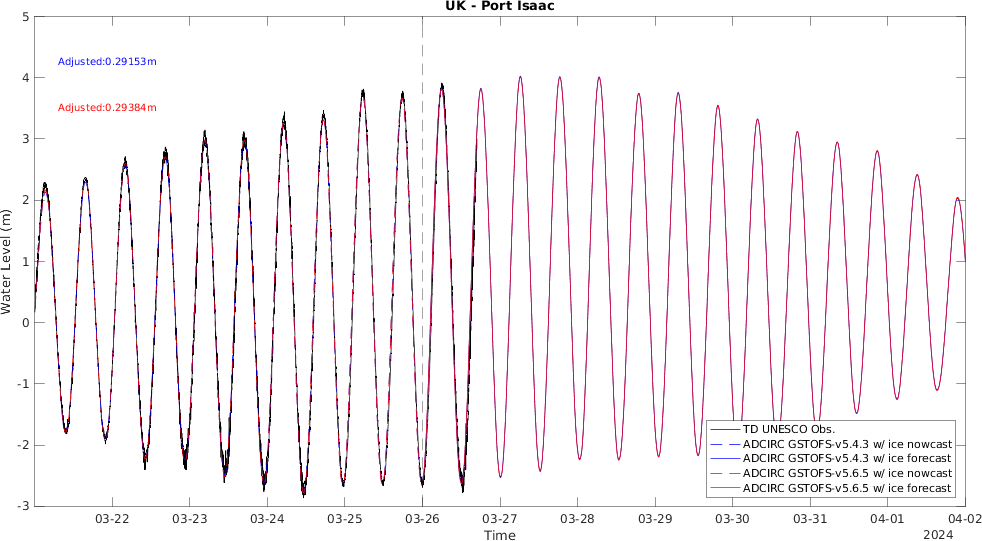 UK - Port Isaac
5
Adjusted:0.29153m
4
Adjusted:0.29384m
3
2
1
0
-1
-2
-3
Water Level (m)
TD UNESCO Obs.
ADCIRC GSTOFS-v5.4.3 w/ ice nowcast
ADCIRC GSTOFS-v5.4.3 w/ ice forecast
ADCIRC GSTOFS-v5.6.5 w/ ice nowcast
ADCIRC GSTOFS-v5.6.5 w/ ice forecast
03-22 03-23 03-24 03-25 03-26 03-27 03-28 03-29 03-30 03-31 04-01 04-02
Time
2024